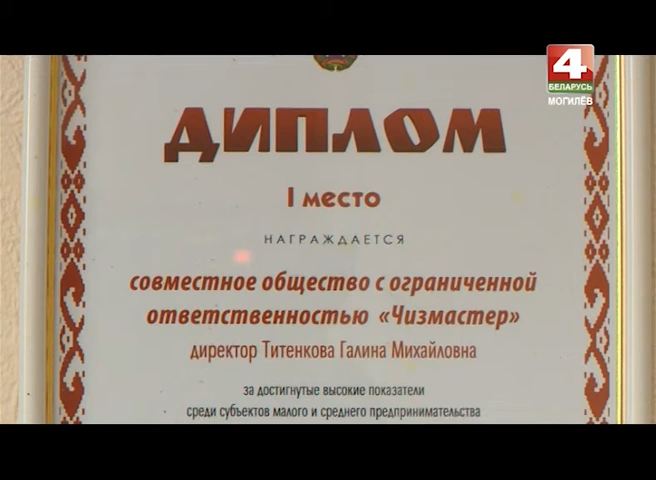 4
БЕЛАРУСЬ
МОГИЛЁВ
ДИПЛОМ
I место
НАГРАЖДАЕТСЯ
совместное общество с ограниченной
ответственностью «Чизмастер»
директор Титенкова Галина Михайловна
за достигнутые высокие показатели
среди субъектов малого и среднего предпринимательства